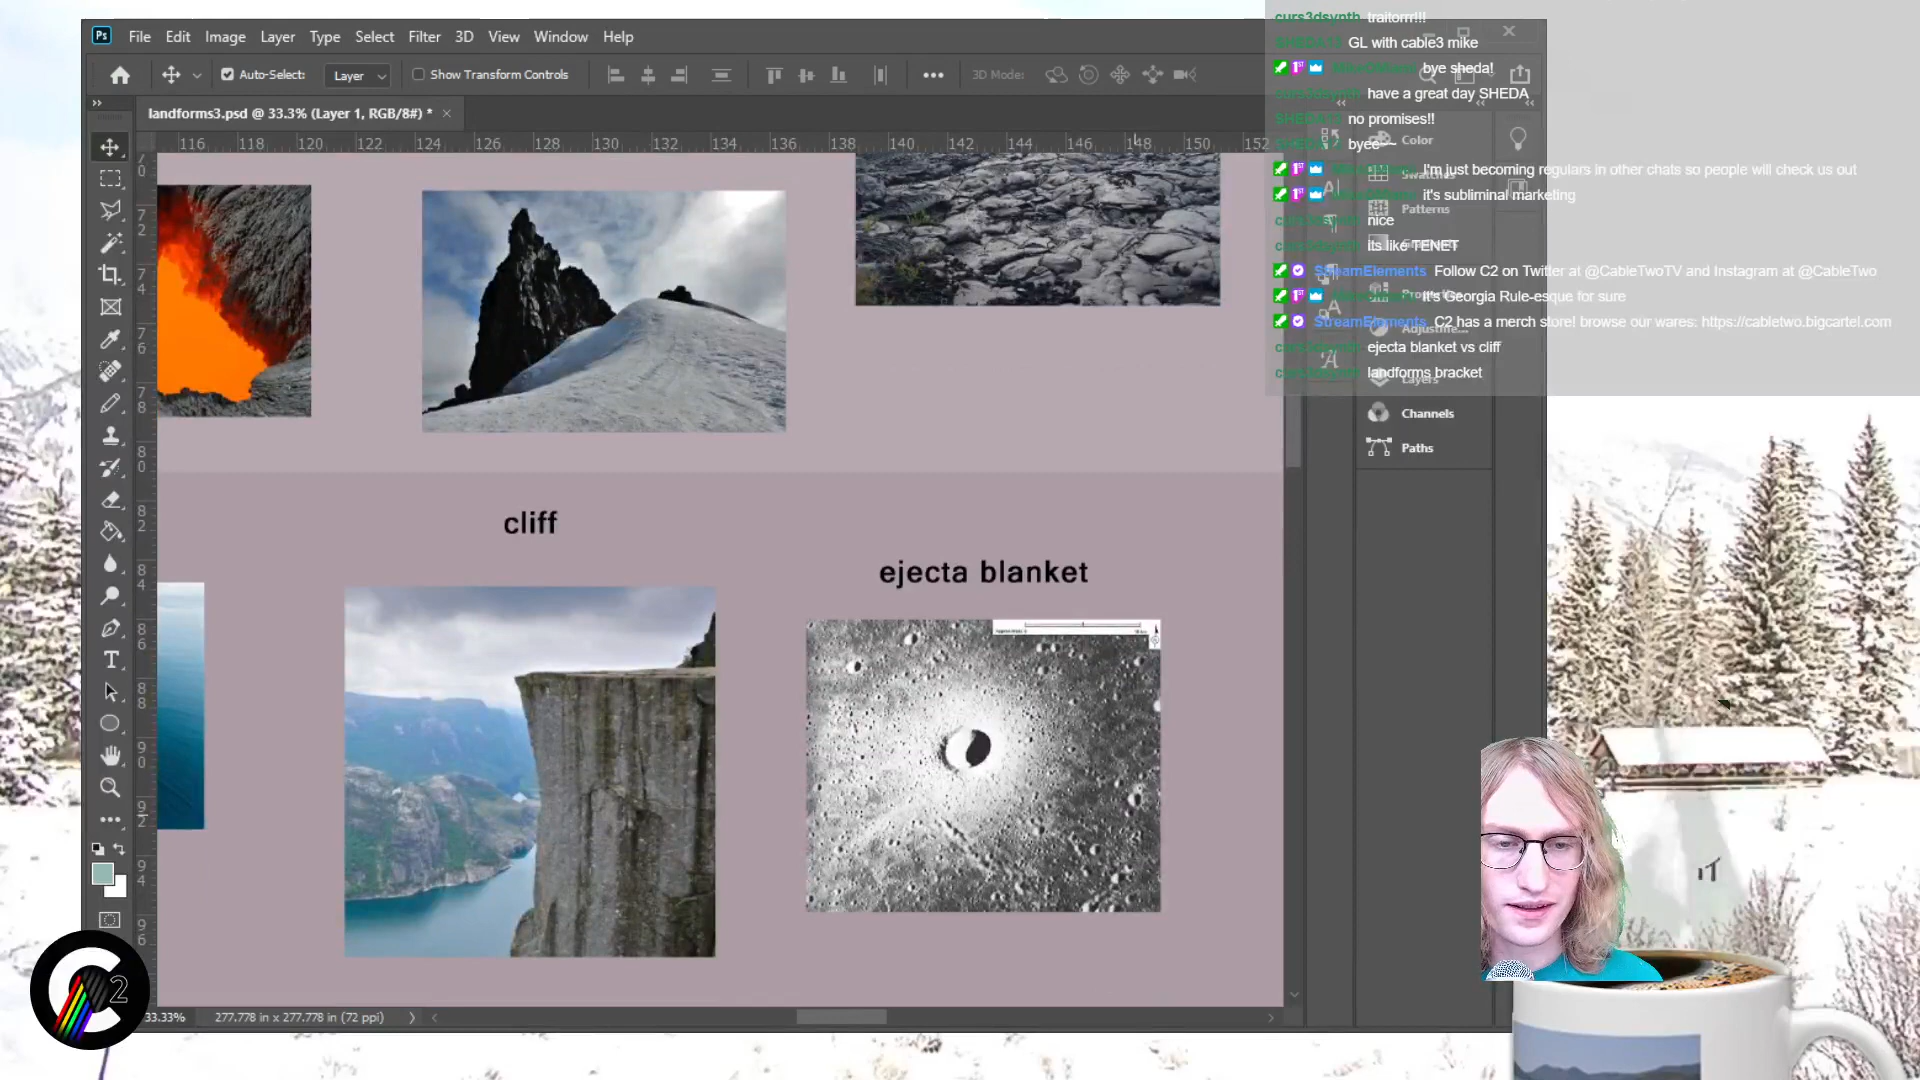 Ps File Edit Image Layer Type Select Filter 3D View Window Help
Auto-Select: Layer Show Transform Controls 3D Mode:
landforms3.psd @ 33.3% (Layer 1, RGB/8#) *
116 118 120 122 124 126 128 130 132 134 136 138 140 142 144 146 148 150 152
cliff
ejecta blanket
33.33% 277.778 in x 277.778 in (72 ppi)
Color
Patterns
Layers
Channels
Paths
curs3dsynth traitorrr!!!
GL with cable3 mike
bye sheda!
have a great day SHEDA
no promises!!
byee~~
I'm just becoming regulars in other chats so people will check us out
it's subliminal marketing
nice
its like TENET
StreamElements Follow C2 on Twitter at @CableTwoTV and Instagram at @CableTwo
it's Georgia Rule-esque for sure
StreamElements C2 has a merch store! browse our wares: https://cabletwo.bigcartel.com
ejecta blanket vs cliff
landforms bracket
C2